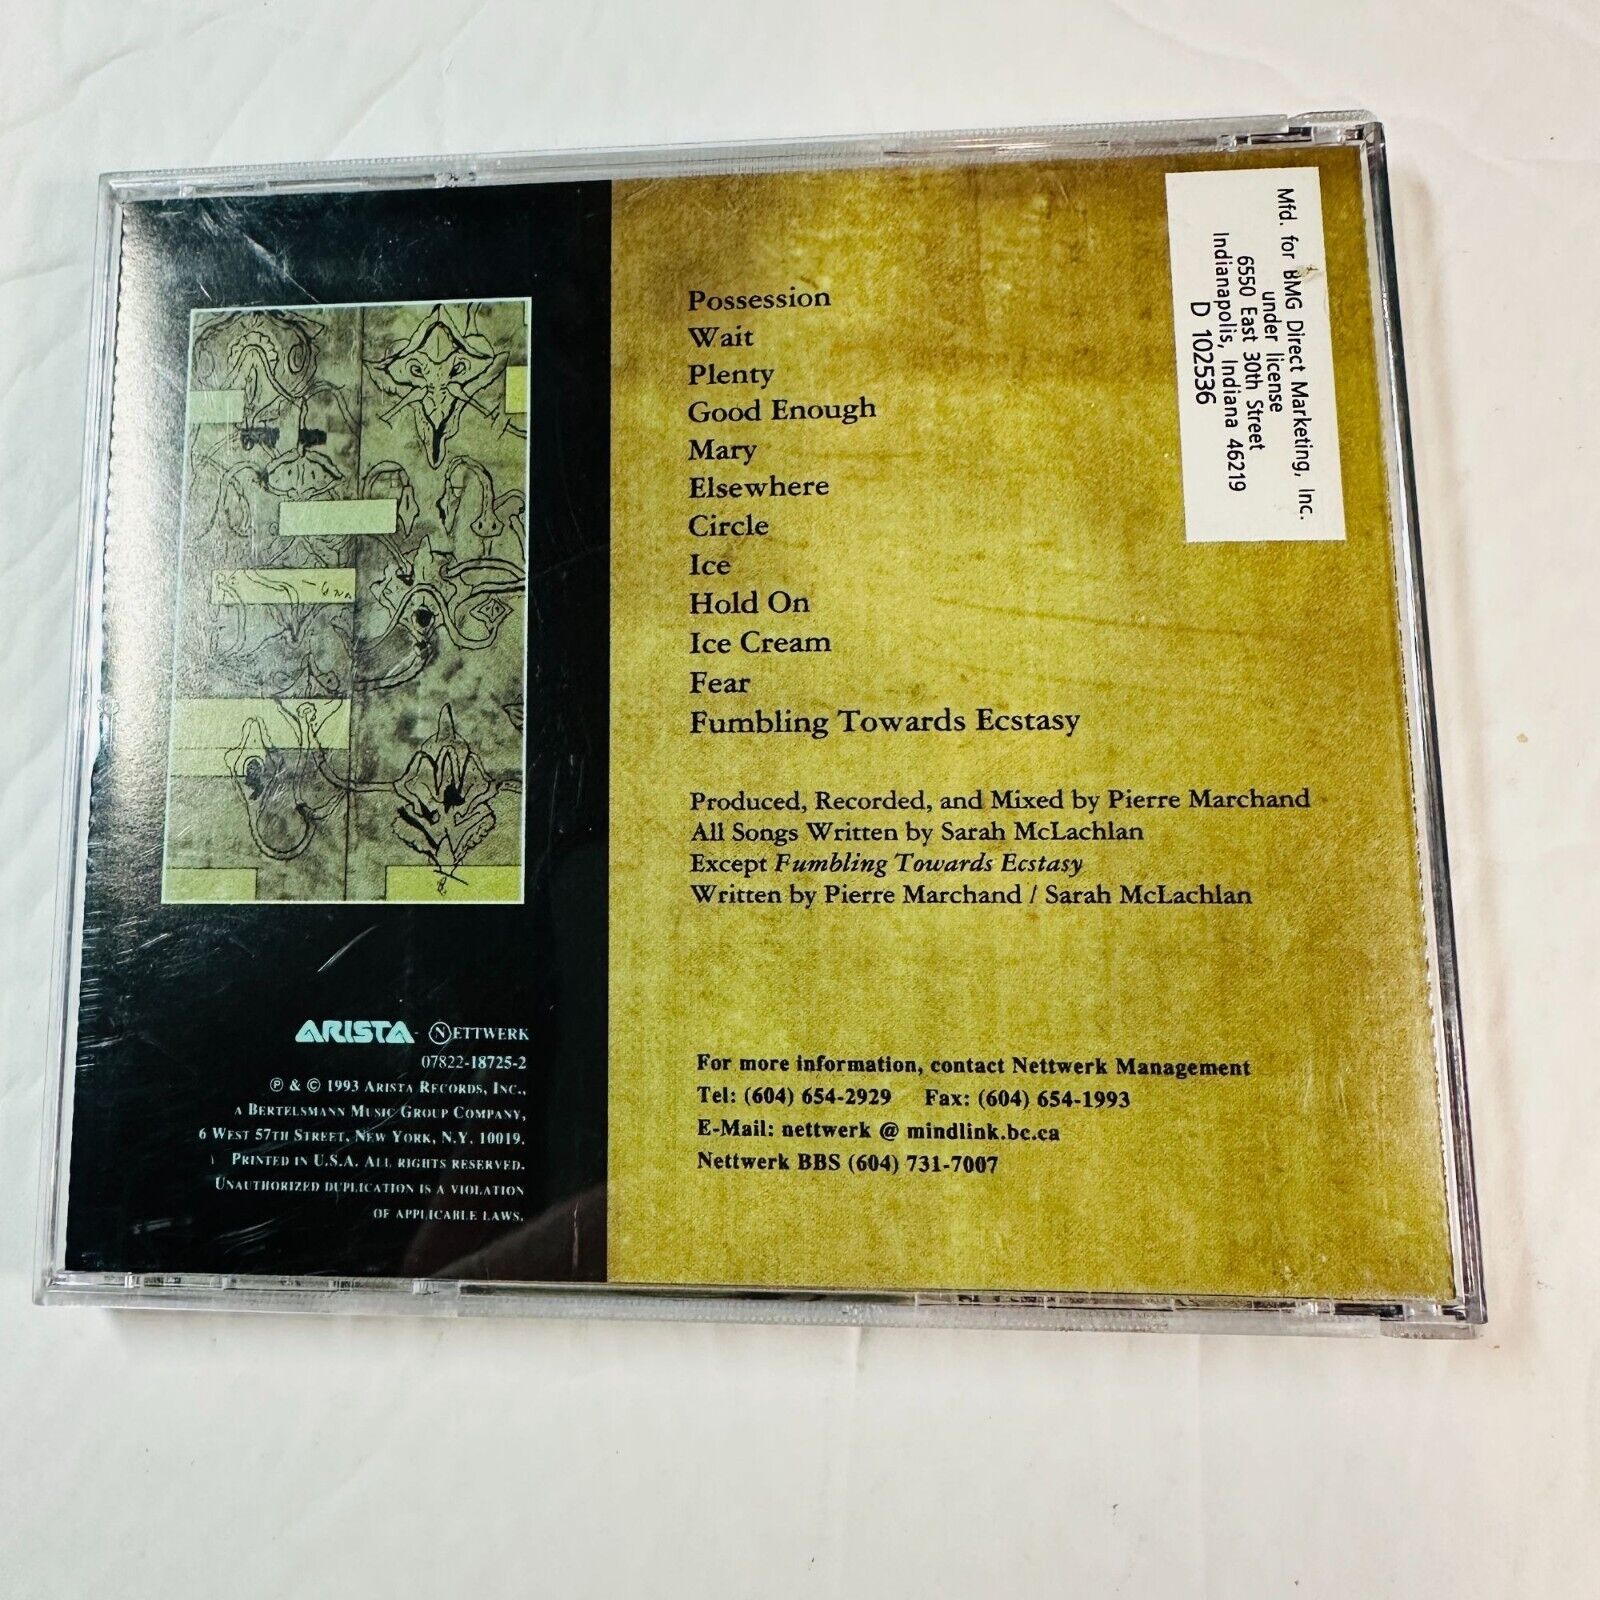 Possession
Wait
Plenty
Good Enough
Mary
Elsewhere
Circle
Ice
Hold On
Ice Cream
Fear
Fumbling Towards Ecstasy
Produced, Recorded, and Mixed by Pierre Marchand
All Songs Written by Sarah McLachlan
Except Fumbling Towards Ecstasy
Written by Pierre Marchand / Sarah McLachlan
For more information, contact Nettwerk Management
Tel: (604) 654-2929 Fax: (604) 654-1993
E-Mail: nettwerk @ mindlink.bc.ca
Nettwerk BBS (604) 731-7007
ARISTA NETTWERK
07822-18725-2
℗ & © 1993 ARISTA RECORDS, INC.,
A BERTELSMANN MUSIC GROUP COMPANY,
6 WEST 57TH STREET, NEW YORK, N.Y. 10019.
PRINTED IN U.S.A. ALL RIGHTS RESERVED.
UNAUTHORIZED DUPLICATION IS A VIOLATION
OF APPLICABLE LAWS.
Mfd. for BMG Direct Marketing, Inc.
under license
6550 East 30th Street
Indianapolis, Indiana 46219
D 102536